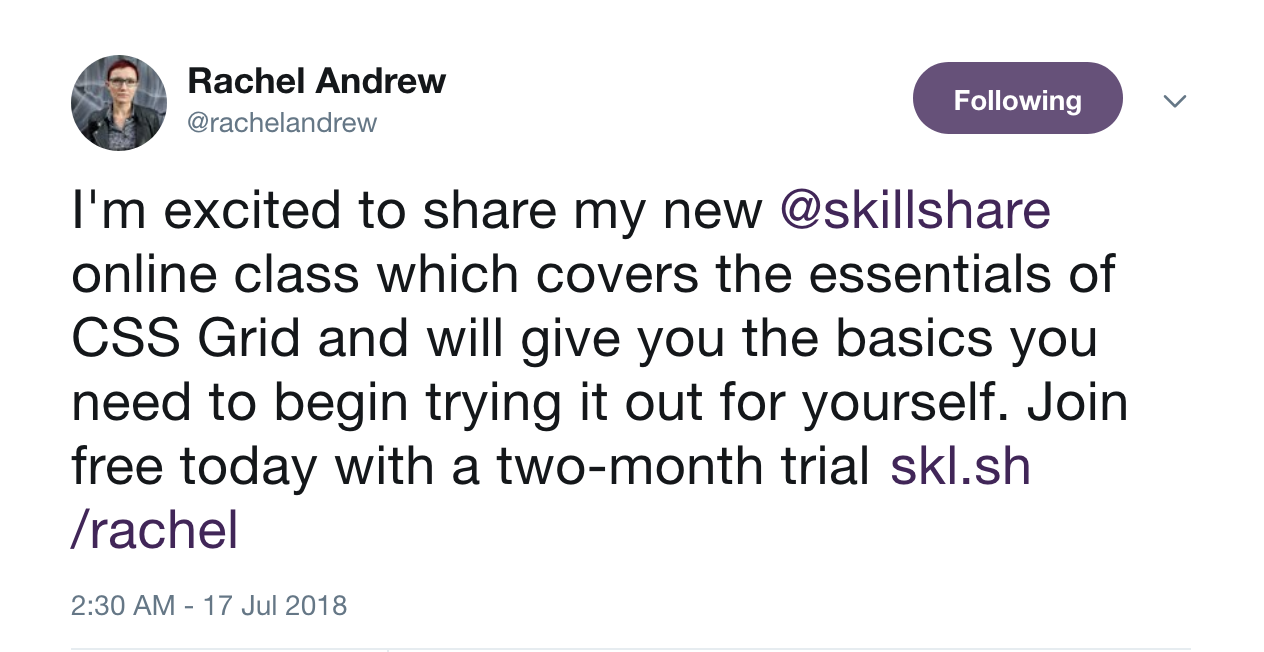 Rachel Andrew
@rachelandrew
Following
I'm excited to share my new @skillshare
online class which covers the essentials of
CSS Grid and will give you the basics you
need to begin trying it out for yourself. Join
free today with a two-month trial skl.sh
/rachel
2:30 AM - 17 Jul 2018